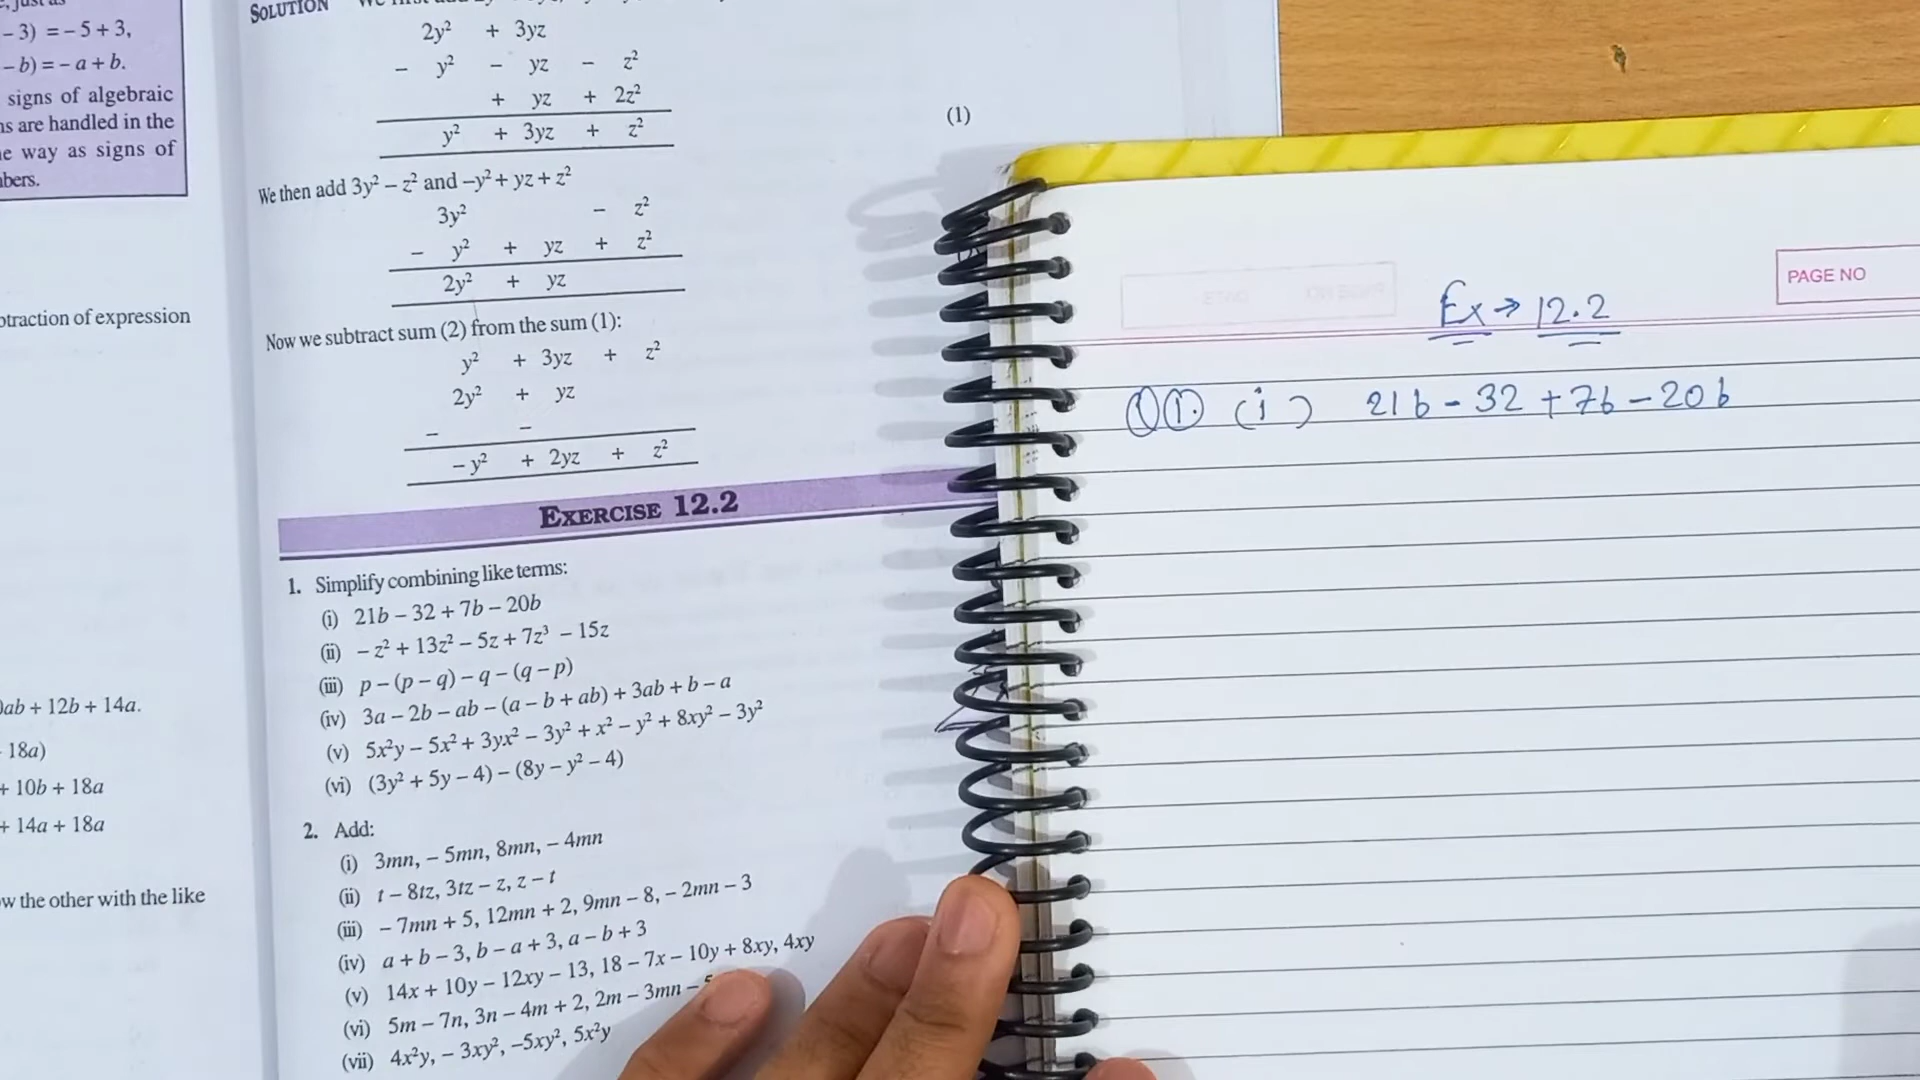 - 3) = - 5 + 3,
- b) = - a + b.
signs of algebraic
are handled in the
way as signs of
SOLUTION
2y² + 3yz
- y² - yz - z²
+ yz + 2z²
y² + 3yz + z²
(1)
We then add 3y² - z² and -y² + yz + z²
3y² - z²
- y² + yz + z²
2y² + yz
Now we subtract sum (2) from the sum (1):
y² + 3yz + z²
2y² + yz
- -
- y² + 2yz + z²
of expression
ab + 12b + 14a.
18a)
+ 10b + 18a
+ 14a + 18a
the other with the like
EXERCISE 12.2
1. Simplify combining like terms:
(i) 21b - 32 + 7b - 20b
(ii) - z² + 13z² - 5z + 7z³ - 15z
(iii) p - (p - q) - q - (q - p)
(iv) 3a - 2b - ab - (a - b + ab) + 3ab + b - a
(v) 5x²y - 5x² + 3yx² - 3y² + x² - y² + 8xy² - 3y²
(vi) (3y² + 5y - 4) - (8y - y² - 4)
2. Add:
(i) 3mn, - 5mn, 8mn, - 4mn
(ii) t - 8tz, 3tz - z, z - t
(iii) - 7mn + 5, 12mn + 2, 9mn - 8, - 2mn - 3
(iv) a + b - 3, b - a + 3, a - b + 3
(v) 14x + 10y - 12xy - 13, 18 - 7x - 10y + 8xy, 4xy
(vi) 5m - 7n, 3n - 4m + 2, 2m - 3mn -
(vii) 4x²y, - 3xy², -5xy², 5x²y
PAGE NO
Ex → 12.2
Q1. (i) 21b - 32 + 7b - 20b